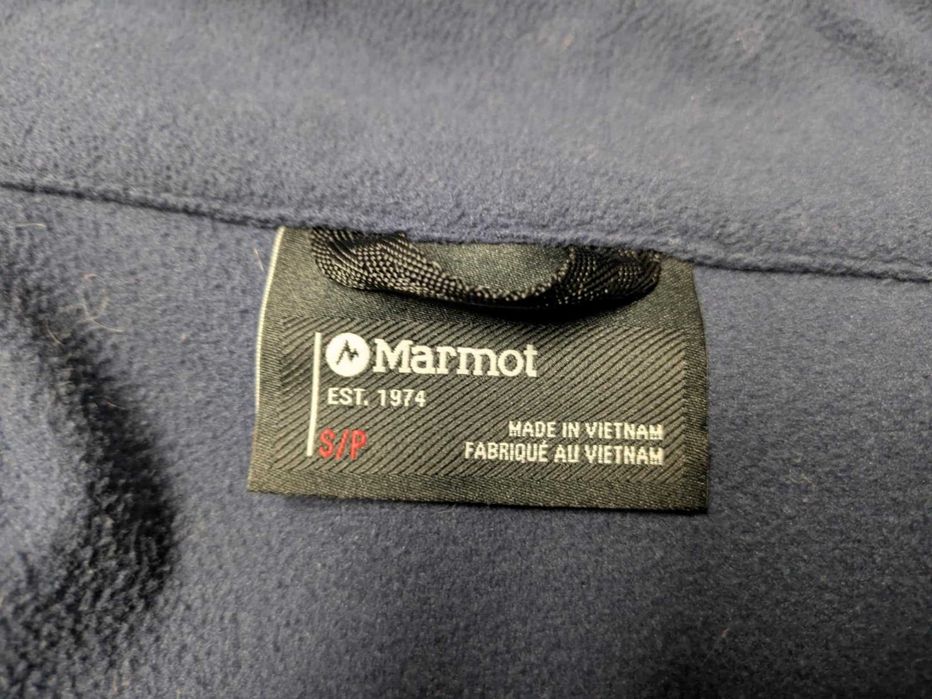 Marmot
EST. 1974
S/P
MADE IN VIETNAM
FABRIQUÉ AU VIETNAM